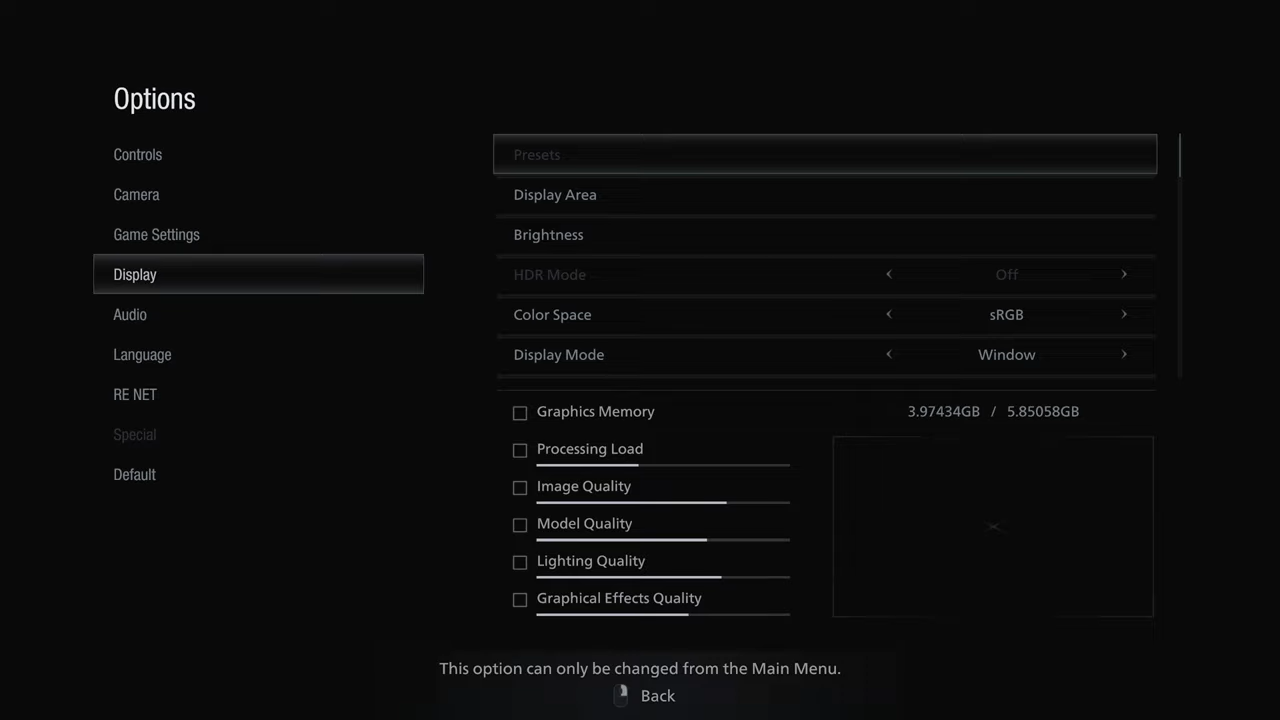 Options
Controls
Camera
Game Settings
Display
Audio
Language
RE NET
Special
Default
Presets
Display Area
Brightness
HDR Mode Off
Color Space sRGB
Display Mode Window
Graphics Memory 3.97434GB / 5.85058GB
Processing Load
Image Quality
Model Quality
Lighting Quality
Graphical Effects Quality
This option can only be changed from the Main Menu.
Back